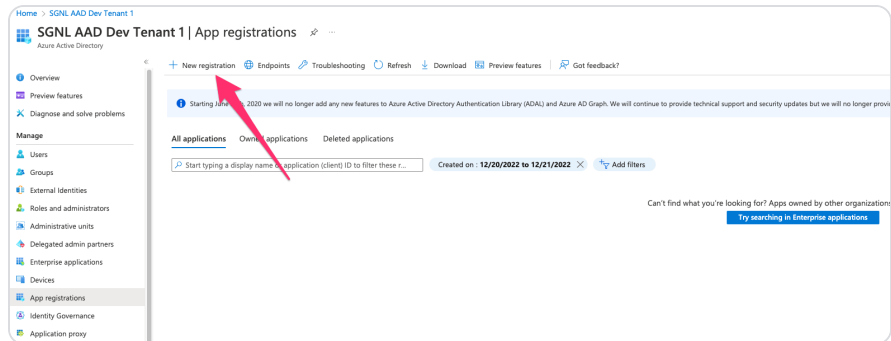 Home > SGNL AAD Dev Tenant 1
SGNL AAD Dev Tenant 1 | App registrations
Azure Active Directory
New registration Endpoints Troubleshooting Refresh Download Preview features Got feedback?
Overview
Preview features
Diagnose and solve problems
Manage
Users
Groups
External Identities
Roles and administrators
Administrative units
Delegated admin partners
Enterprise applications
Devices
App registrations
Identity Governance
Application proxy
Starting June 2020 we will no longer add any new features to Azure Active Directory Authentication Library (ADAL) and Azure AD Graph. We will continue to provide technical support and security updates but we will no longer
All applications Owned applications Deleted applications
Start typing a display name or application (client) ID to filter these r... Created on : 12/20/2022 to 12/21/2022 Add filters
Can't find what you're looking for? Apps owned by other organizations
Try searching in Enterprise applications